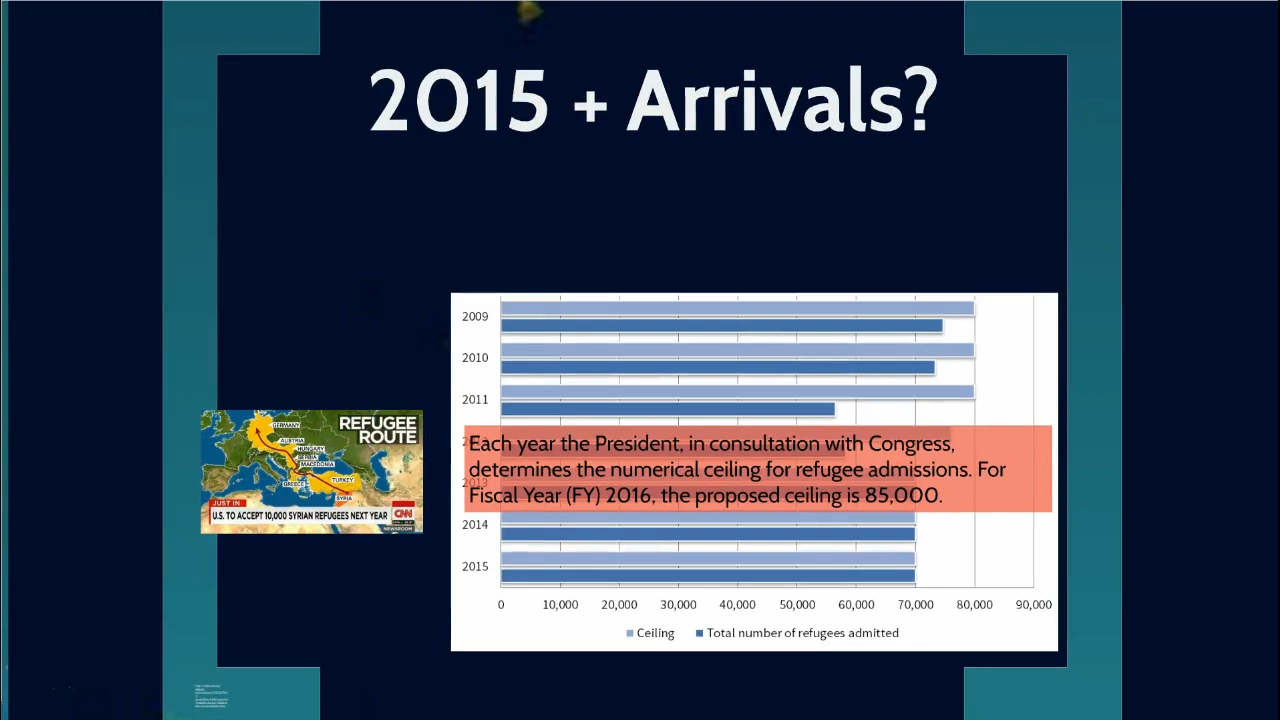 2015 + Arrivals?
2009
2010
2011
Each year the President, in consultation with Congress,
determines the numerical ceiling for refugee admissions. For
Fiscal Year (FY) 2016, the proposed ceiling is 85,000.
2013
2014
2015
0 10,000 20,000 30,000 40,000 50,000 60,000 70,000 80,000 90,000
Ceiling Total number of refugees admitted
REFUGEE
ROUTE
GERMANY
AUSTRIA
HUNGARY
SERBIA
MACEDONIA
GREECE
TURKEY
SYRIA
JUST IN
U.S. TO ACCEPT 10,000 SYRIAN REFUGEES NEXT YEAR
CNN
NEWSROOM